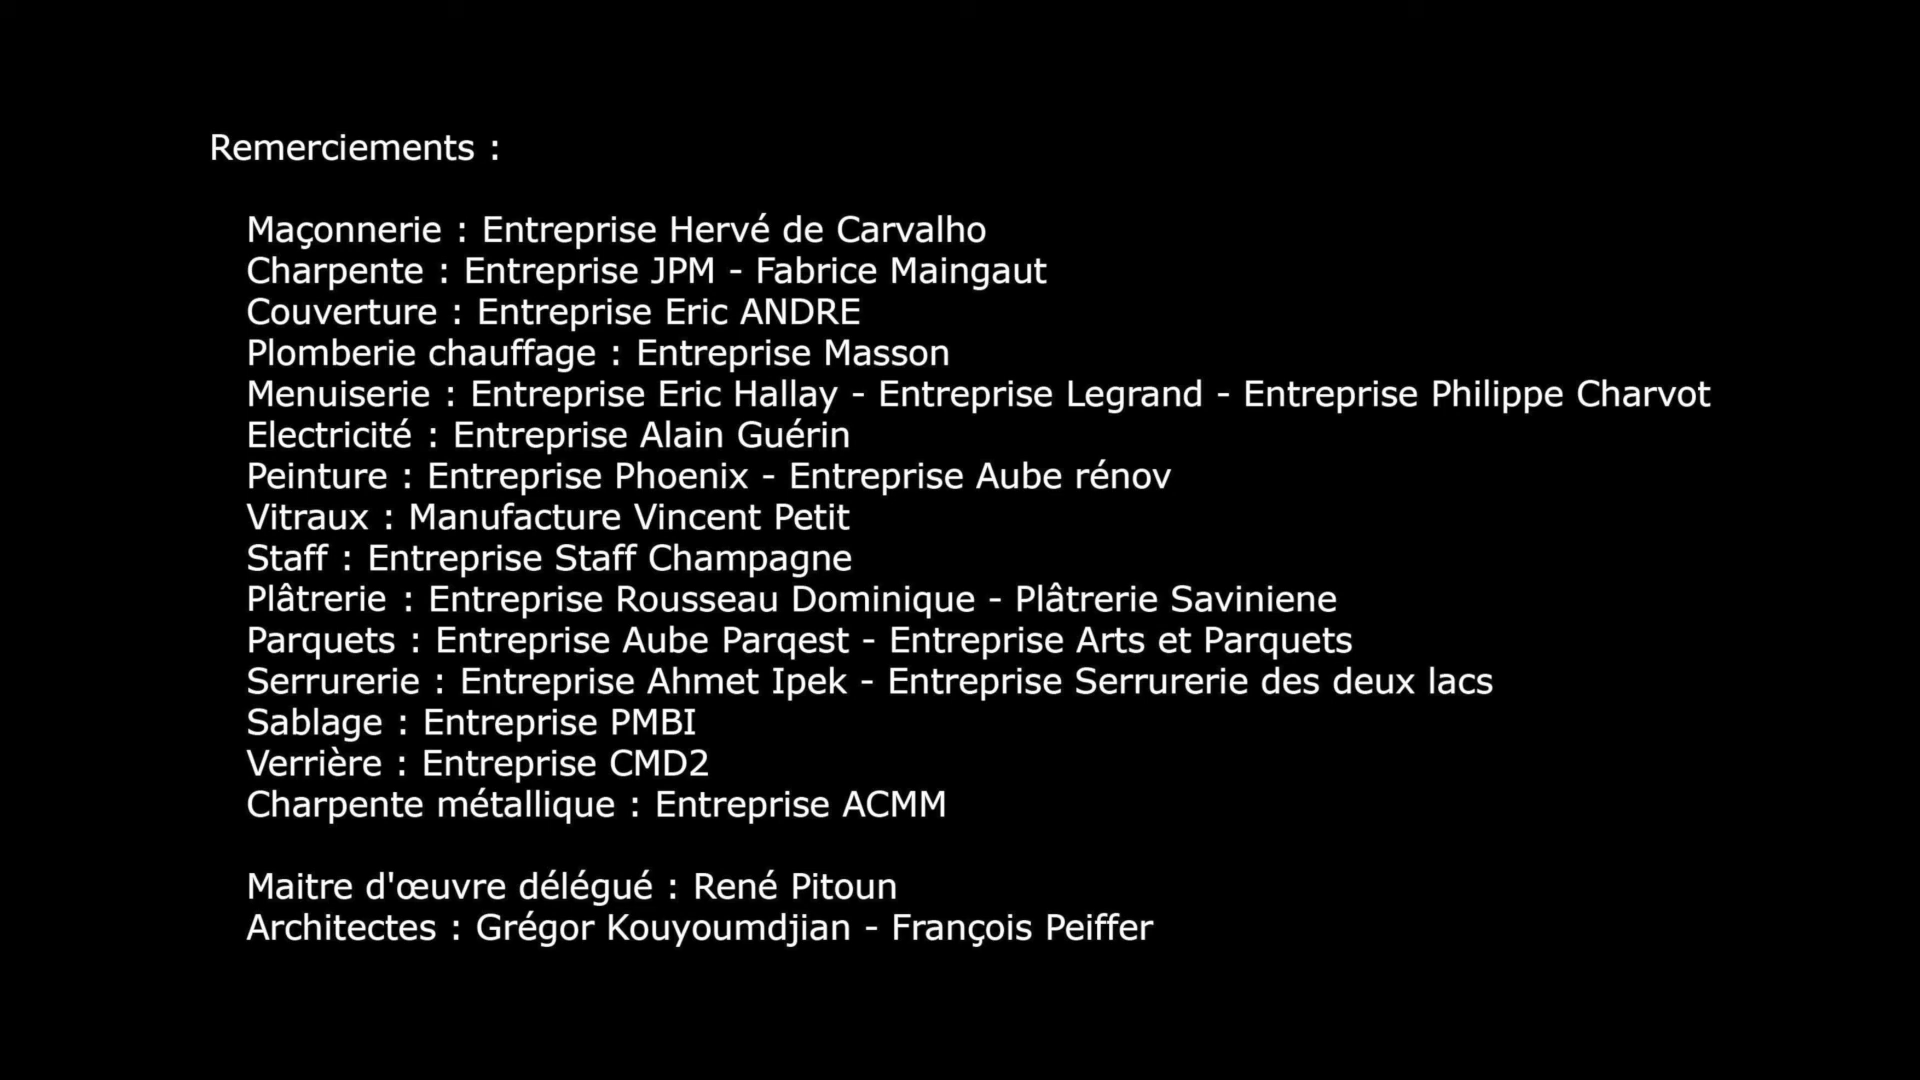 Remerciements :
Maçonnerie : Entreprise Hervé de Carvalho
Charpente : Entreprise JPM - Fabrice Maingaut
Couverture : Entreprise Eric ANDRE
Plomberie chauffage : Entreprise Masson
Menuiserie : Entreprise Eric Hallay - Entreprise Legrand - Entreprise Philippe Charvot
Electricité : Entreprise Alain Guérin
Peinture : Entreprise Phoenix - Entreprise Aube rénov
Vitraux : Manufacture Vincent Petit
Staff : Entreprise Staff Champagne
Plâtrerie : Entreprise Rousseau Dominique - Plâtrerie Saviniene
Parquets : Entreprise Aube Parqest - Entreprise Arts et Parquets
Serrurerie : Entreprise Ahmet Ipek - Entreprise Serrurerie des deux lacs
Sablage : Entreprise PMBI
Verrière : Entreprise CMD2
Charpente métallique : Entreprise ACMM
Maitre d'œuvre délégué : René Pitoun
Architectes : Grégor Kouyoumdjian - François Peiffer